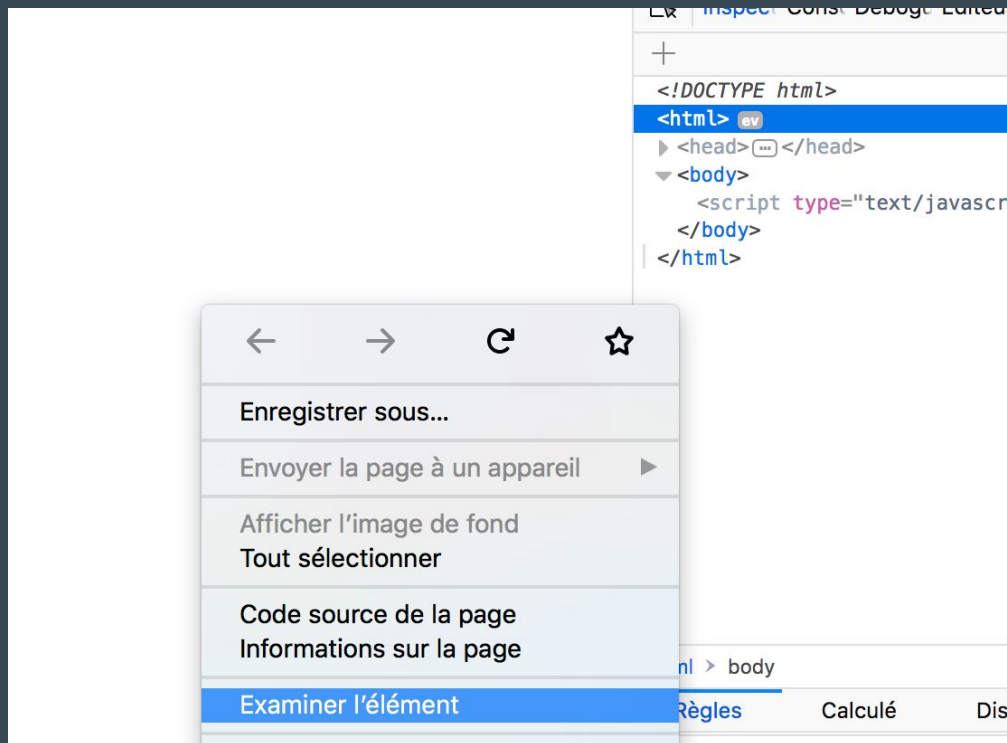 <!DOCTYPE html>
<html> ev
<head> </head>
<body>
<script type="text/javascr
</body>
</html>
Enregistrer sous...
Envoyer la page à un appareil
Afficher l'image de fond
Tout sélectionner
Code source de la page
Informations sur la page
Examiner l'élément
ml > body
Règles Calculé Dis